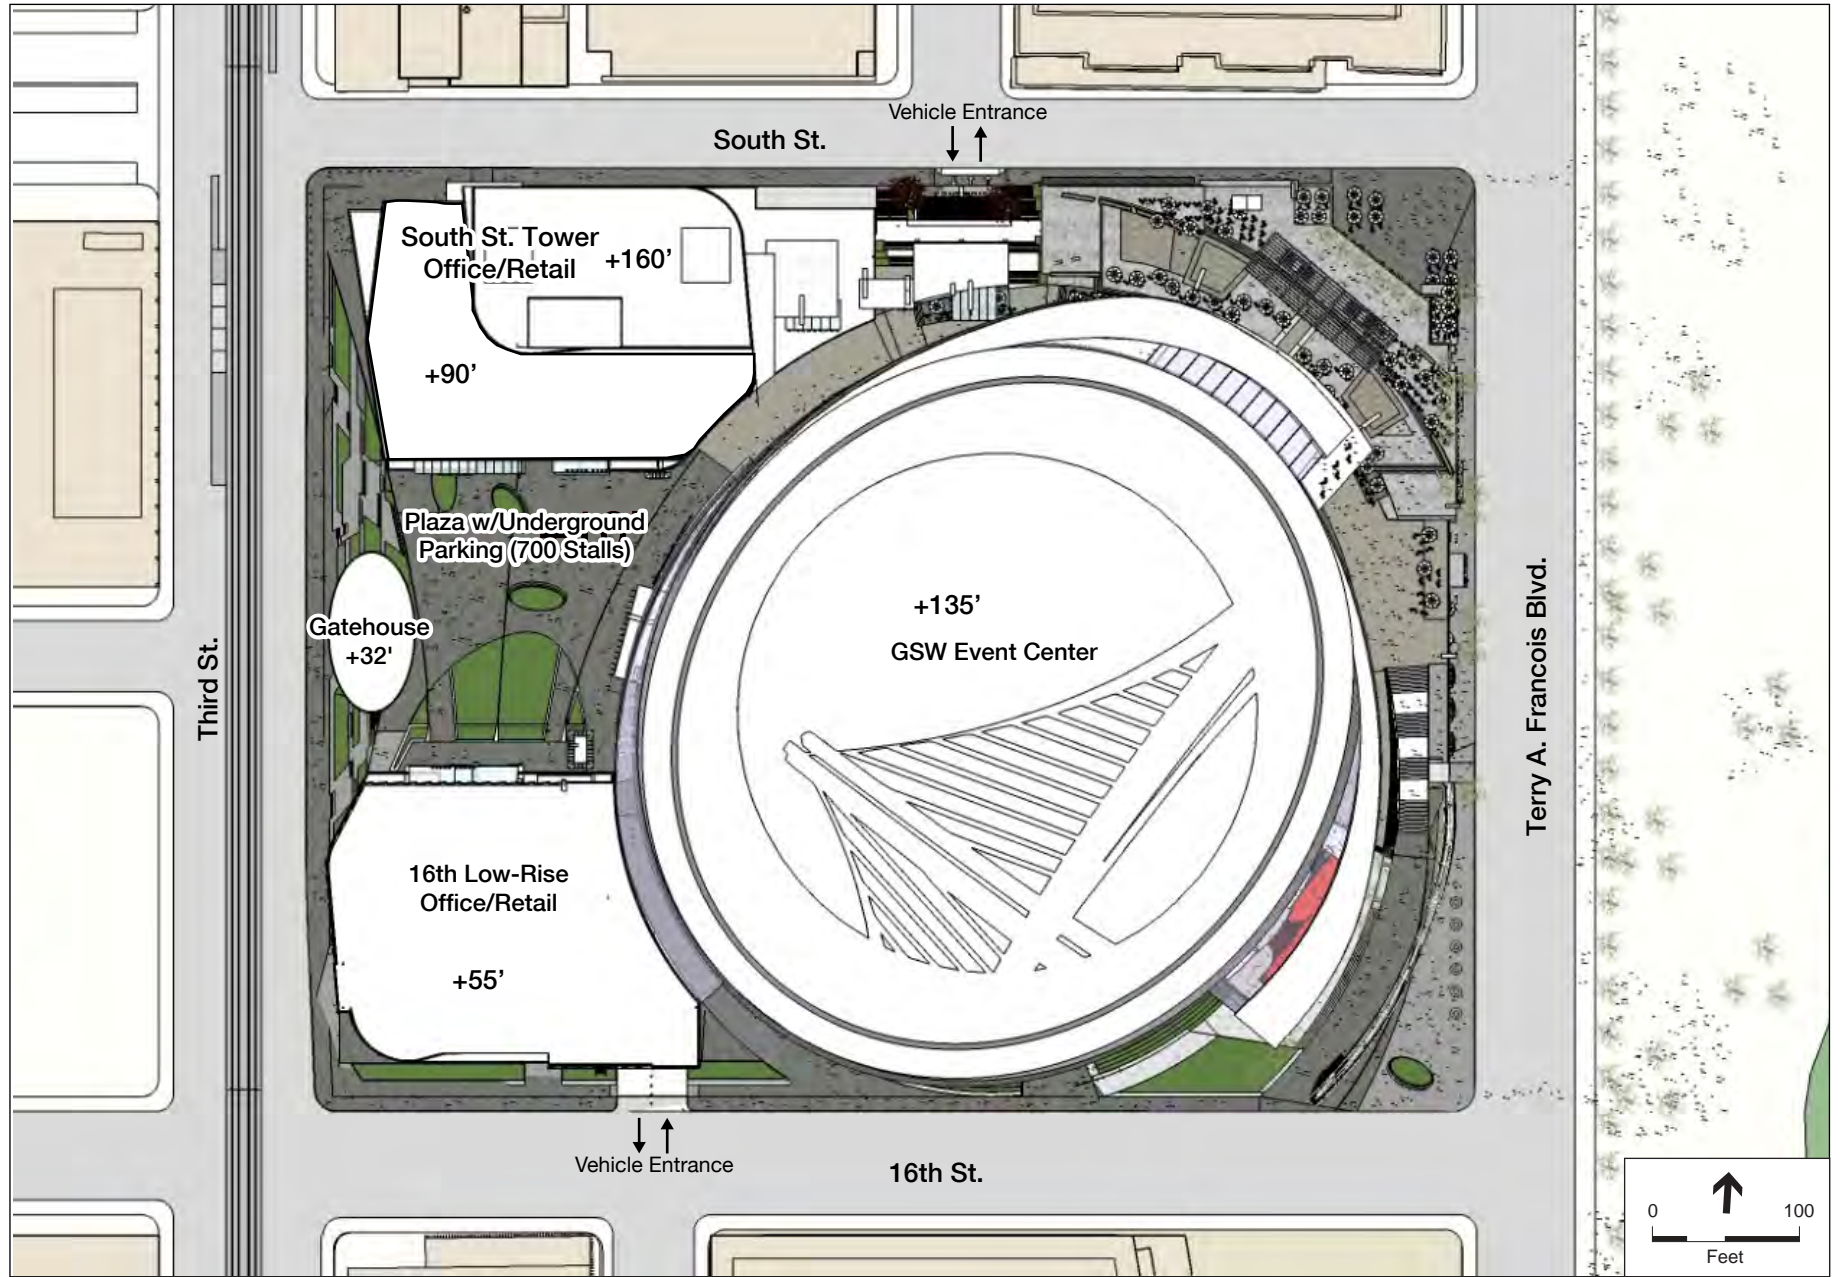 Vehicle Entrance
South St.
South St. Tower
Office/Retail
+160’
+90’
Plaza w/Underground
Parking (700 Stalls)
Gatehouse
+32'
+135’
GSW Event Center
Third St.
Terry A. Francois Blvd.
16th Low-Rise
Office/Retail
+55’
Vehicle Entrance
16th St.
0 100
Feet